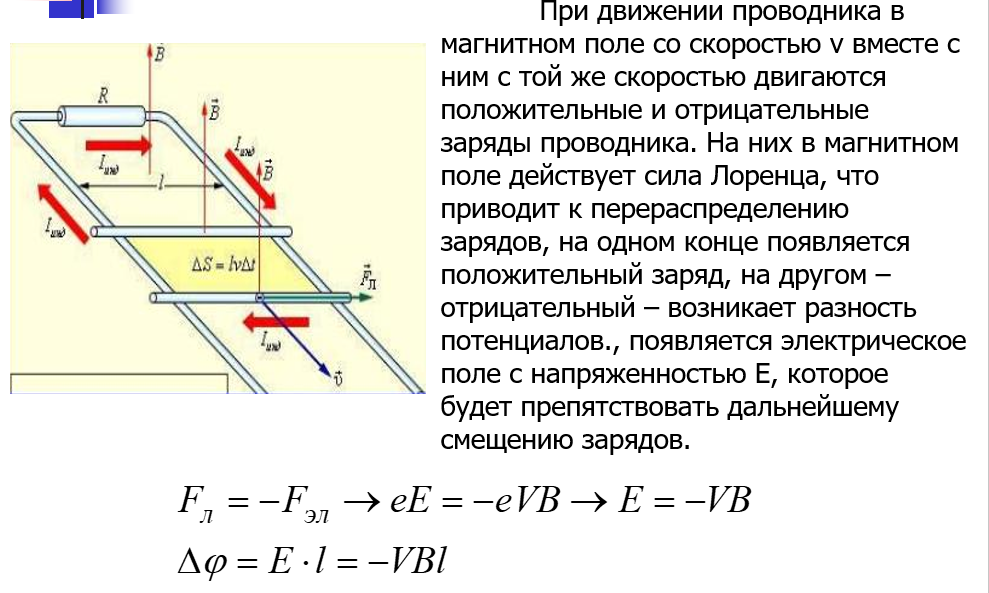 При движении проводника в
магнитном поле со скоростью v вместе с
ним с той же скоростью двигаются
положительные и отрицательные
заряды проводника. На них в магнитном
поле действует сила Лоренца, что
приводит к перераспределению
зарядов, на одном конце появляется
положительный заряд, на другом –
отрицательный – возникает разность
потенциалов., появляется электрическое
поле с напряженностью Е, которое
будет препятствовать дальнейшему
смещению зарядов.
B⃗
R
B⃗
Iинд
Iинд
B⃗
l
Iинд
ΔS = lvΔt
F⃗Л
Iинд
υ⃗
Fл = −Fэл → eE = −eVB → E = −VB
Δφ = E · l = −VBl